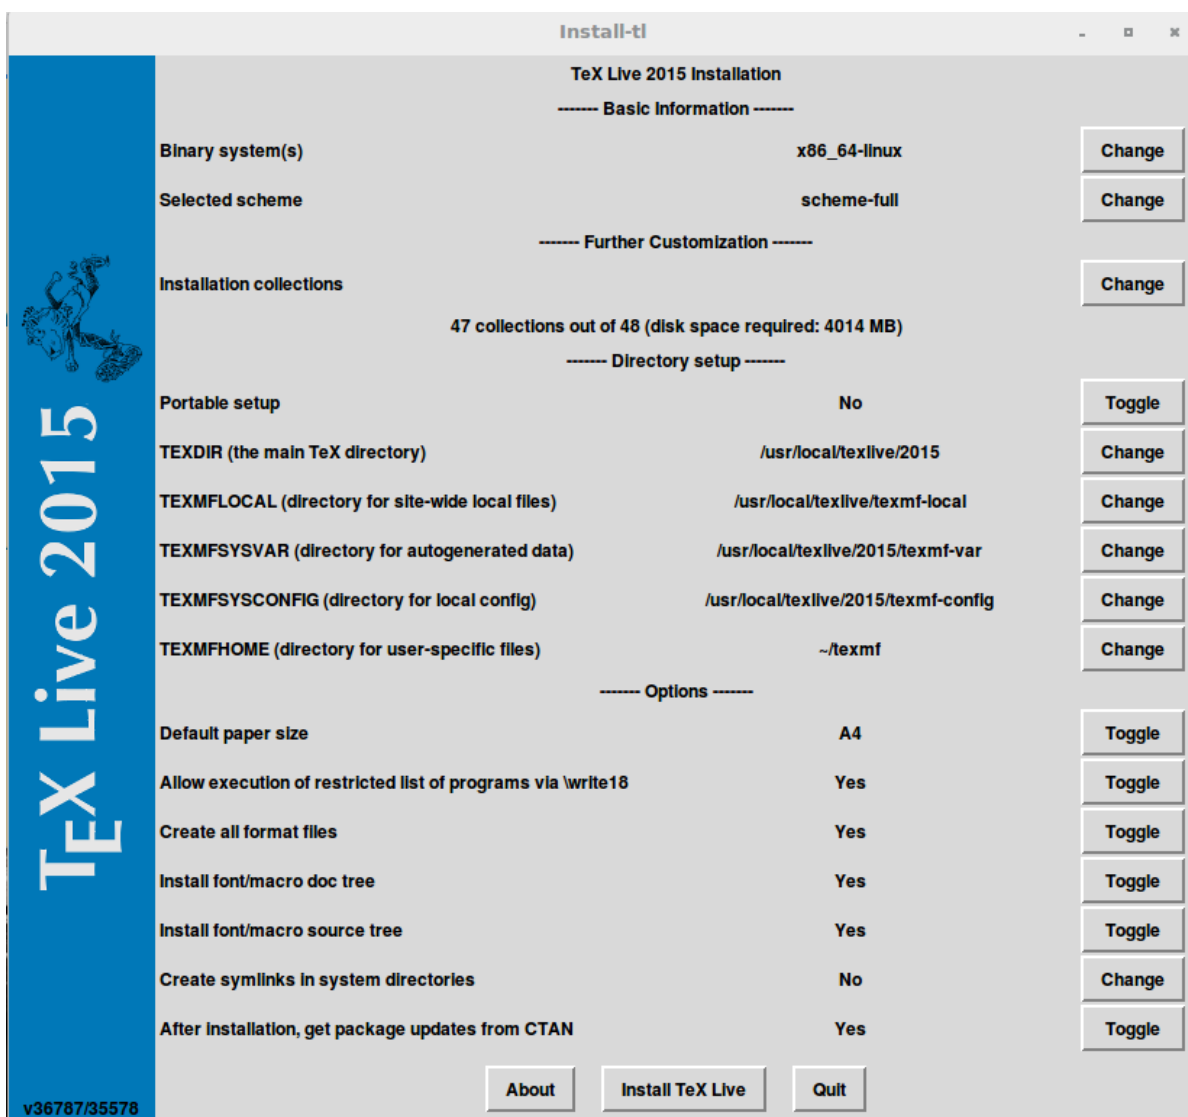 Install-tl
TeX Live 2015 Installation
------- Basic Information -------
Binary system(s) x86_64-linux Change
Selected scheme scheme-full Change
------- Further Customization -------
Installation collections Change
47 collections out of 48 (disk space required: 4014 MB)
------- Directory setup -------
Portable setup No Toggle
TEXDIR (the main TeX directory) /usr/local/texlive/2015 Change
TEXMFLOCAL (directory for site-wide local files) /usr/local/texlive/texmf-local Change
TEXMFSYSVAR (directory for autogenerated data) /usr/local/texlive/2015/texmf-var Change
TEXMFSYSCONFIG (directory for local config) /usr/local/texlive/2015/texmf-config Change
TEXMFHOME (directory for user-specific files) ~/texmf Change
------- Options -------
Default paper size A4 Toggle
Allow execution of restricted list of programs via \write18 Yes Toggle
Create all format files Yes Toggle
Install font/macro doc tree Yes Toggle
Install font/macro source tree Yes Toggle
Create symlinks in system directories No Change
After installation, get package updates from CTAN Yes Toggle
About Install TeX Live Quit
TEX Live 2015
v36787/35578